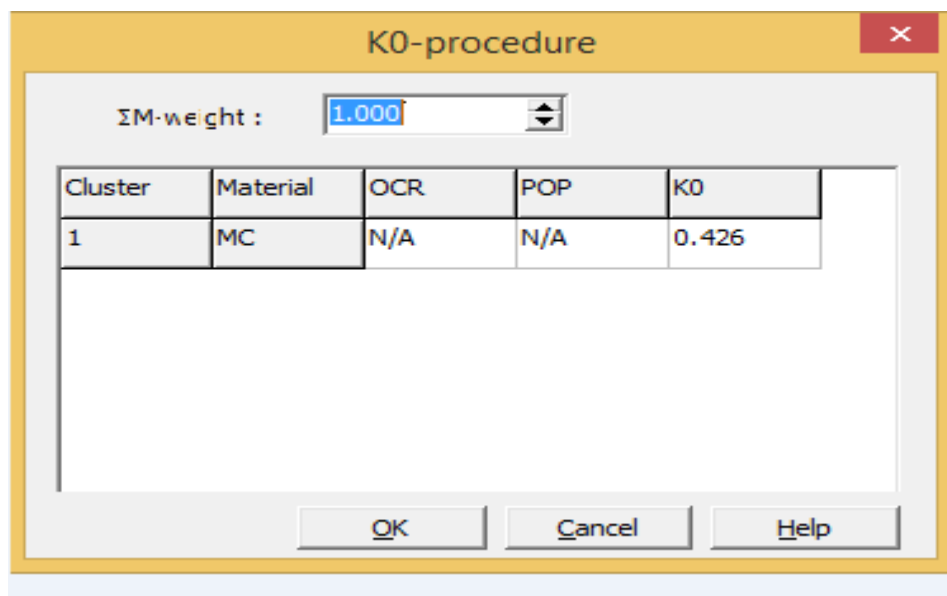 K0-procedure
ΣM-weight : 1.000
Cluster Material OCR POP K0
1 MC N/A N/A 0.426
OK Cancel Help